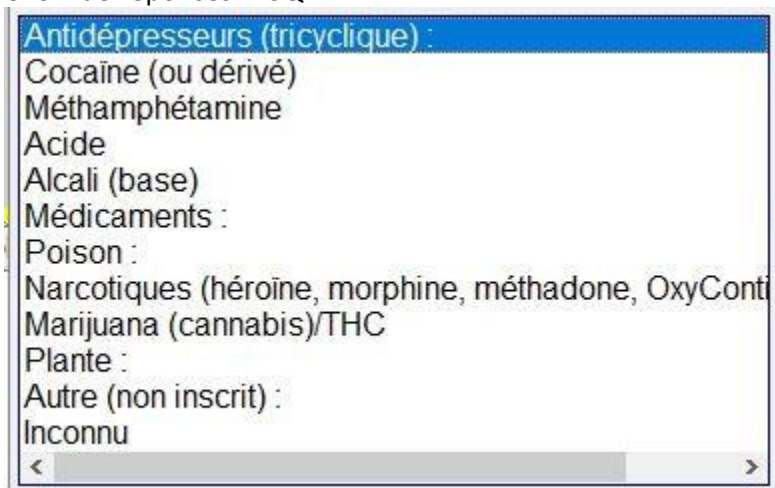 Antidépresseurs (tricyclique) :
Cocaïne (ou dérivé)
Méthamphétamine
Acide
Alcali (base)
Médicaments :
Poison :
Narcotiques (héroïne, morphine, méthadone, OxyConti
Marijuana (cannabis)/THC
Plante :
Autre (non inscrit) :
Inconnu